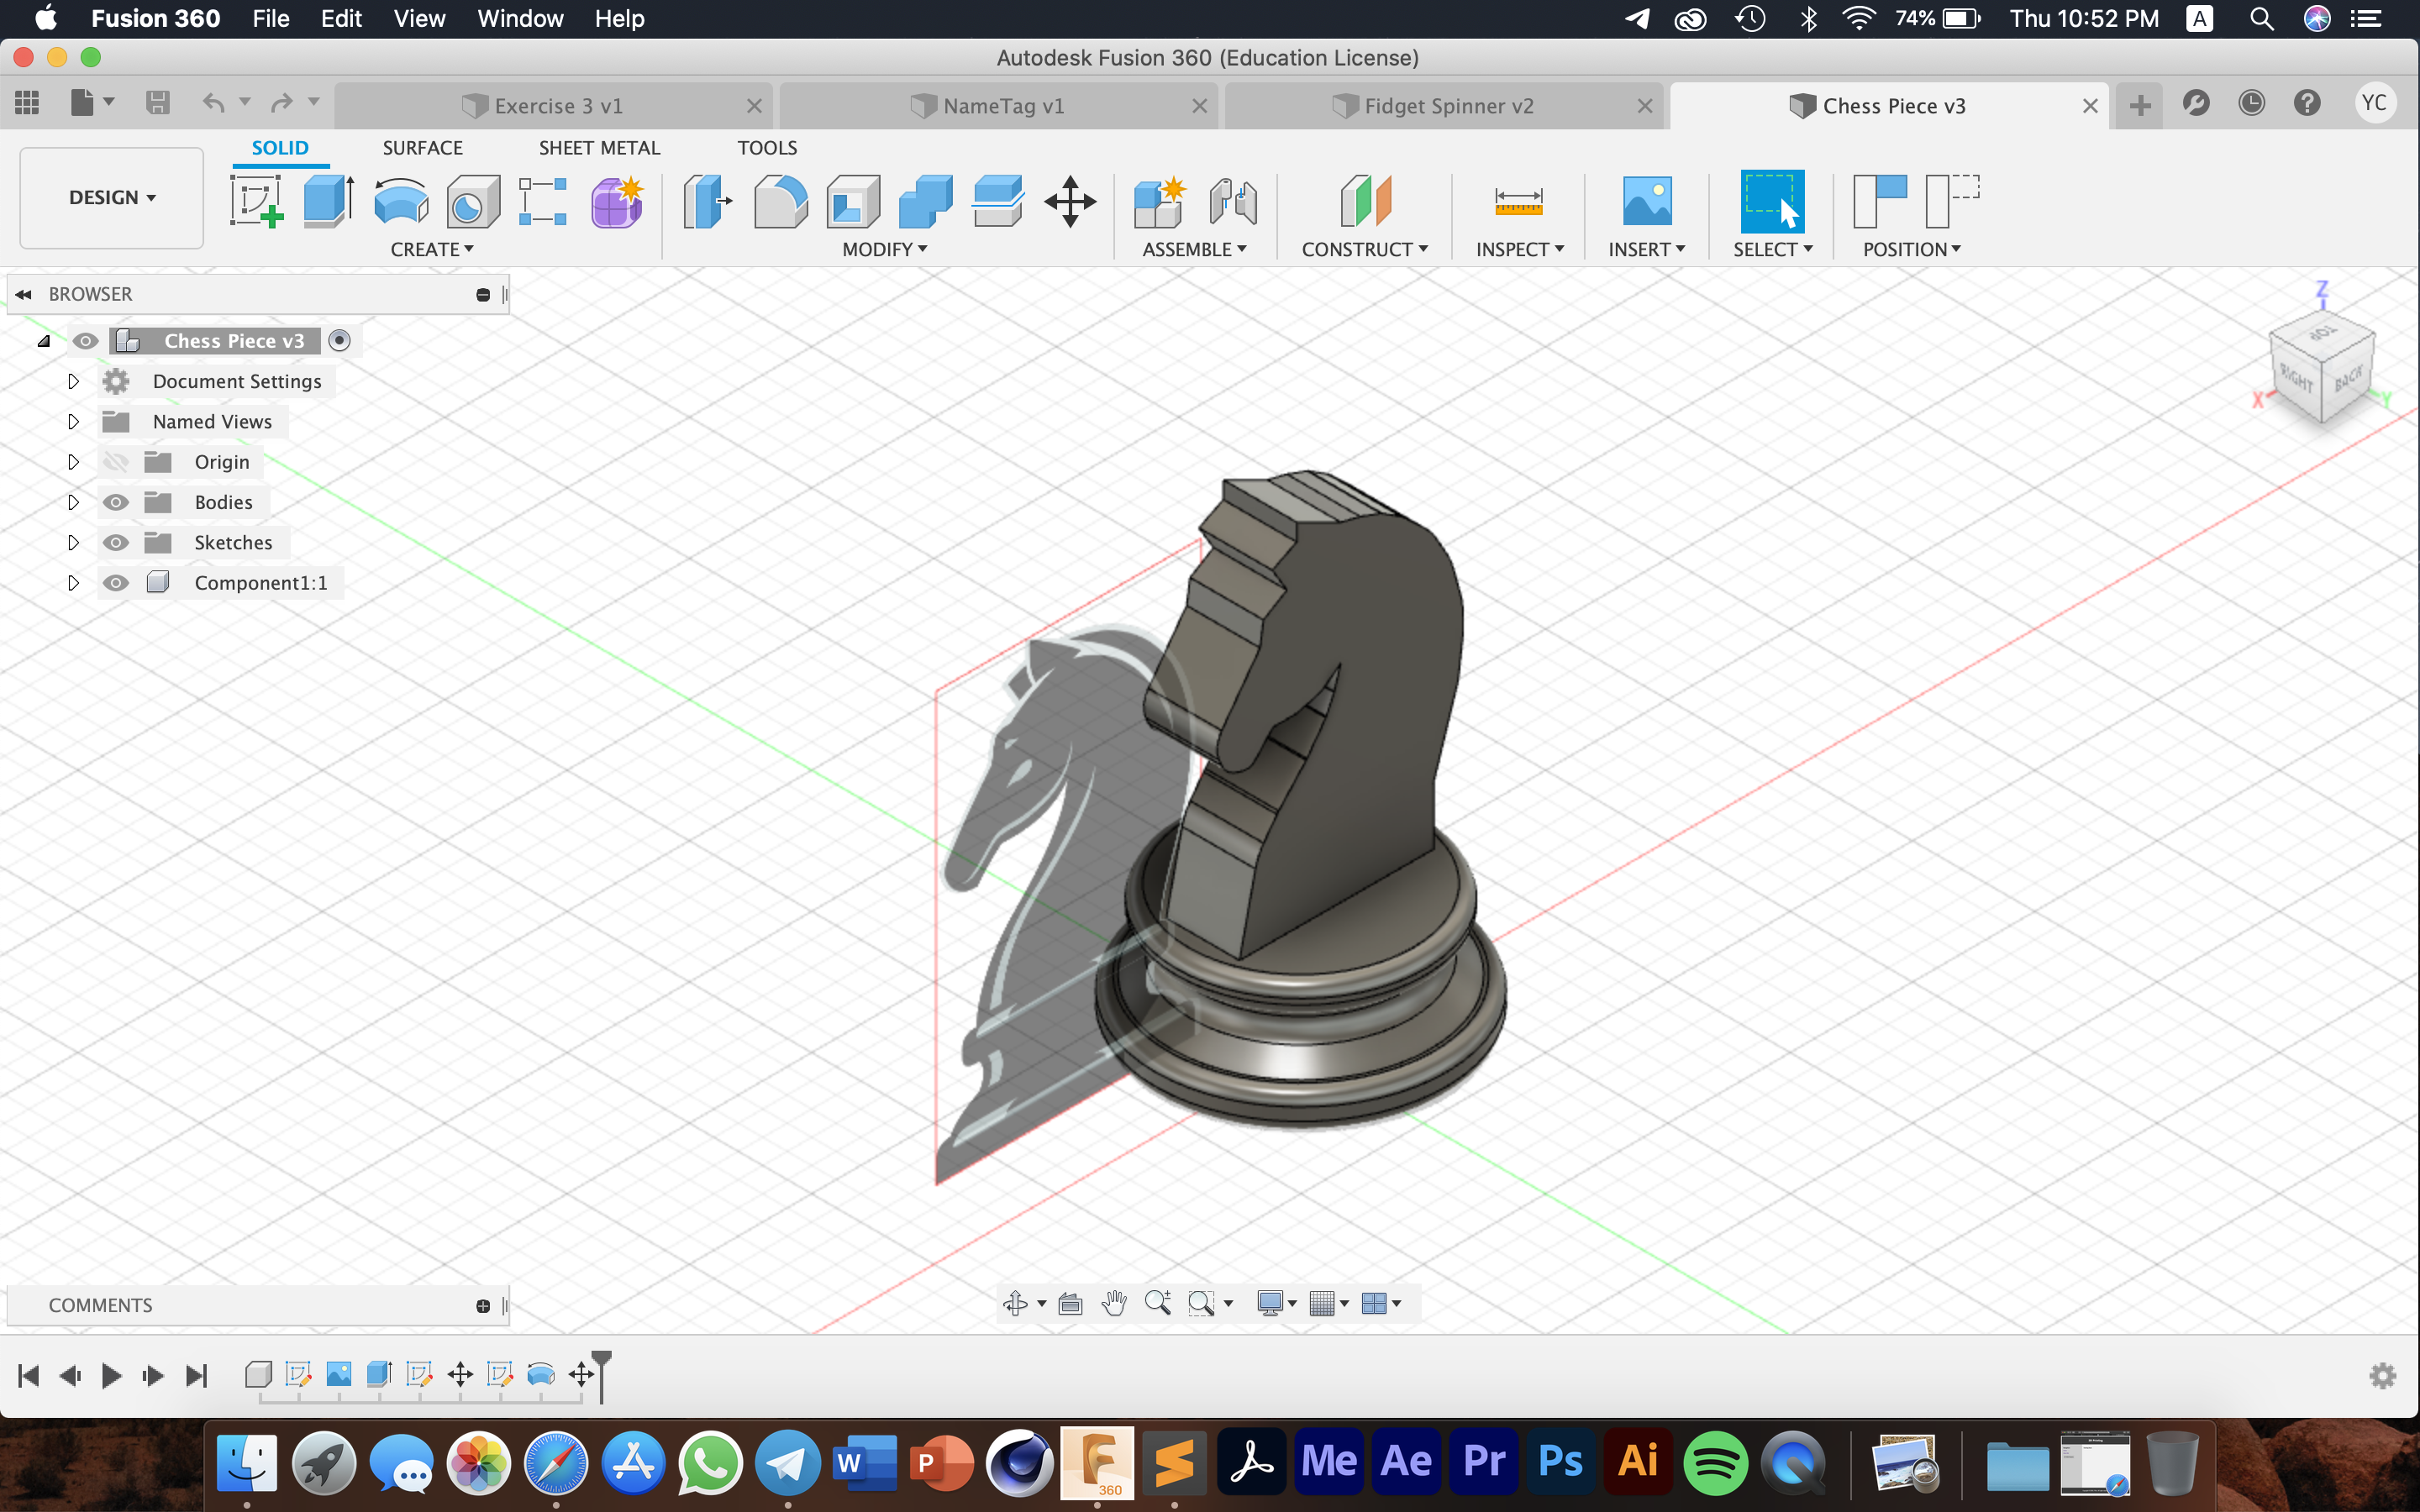 Fusion 360 File Edit View Window Help 74% Thu 10:52 PM A
Autodesk Fusion 360 (Education License)
Exercise 3 v1 NameTag v1 Fidget Spinner v2 Chess Piece v3 YC
SOLID SURFACE SHEET METAL TOOLS
DESIGN
CREATE MODIFY ASSEMBLE CONSTRUCT INSPECT INSERT SELECT POSITION
BROWSER
Z
TOP
RIGHT BACK
X Y
Chess Piece v3
Document Settings
Named Views
Origin
Bodies
Sketches
Component1:1
COMMENTS
W P F 360 Me Ae Pr Ps Ai